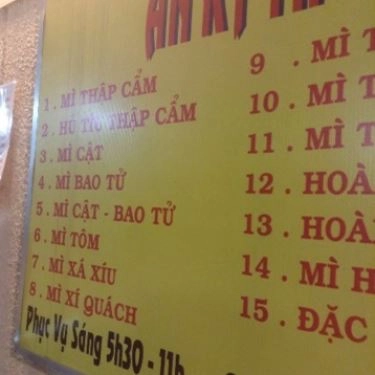 1 . MÌ THẬP CẨM
2 . HỦ TÍU THẬP CẨM
3 . MÌ CẬT
4 . MÌ BAO TỬ
5 . MÌ CẬT - BAO TỬ
6 . MÌ TÔM
7 . MÌ XÁ XÍU
8 . MÌ XÍ QUÁCH
9 . MÌ
10 . MÌ
11 . MÌ
12 . HOÀ
13 . HOÀ
14 . MÌ H
15 . ĐẶC
Phục Vụ Sáng 5h30 - 11h